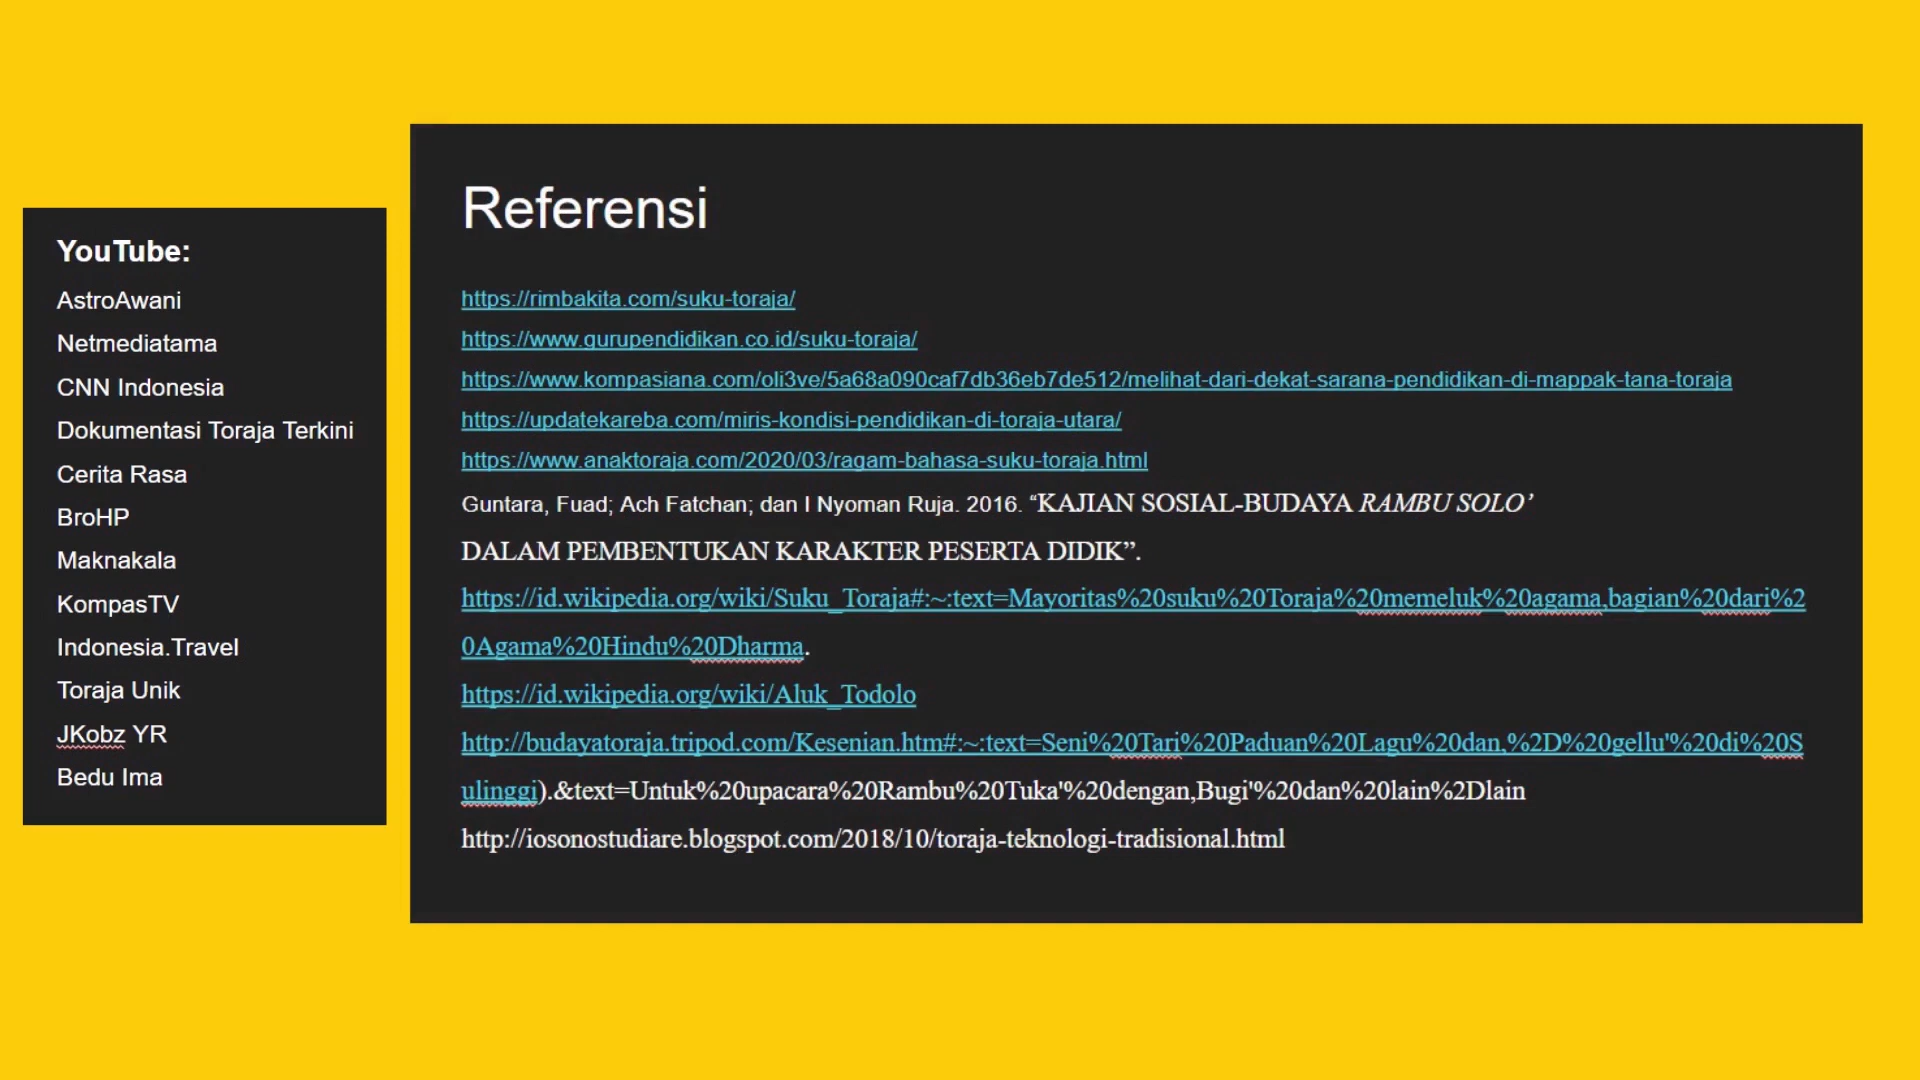 YouTube:
AstroAwani
Netmediatama
CNN Indonesia
Dokumentasi Toraja Terkini
Cerita Rasa
BroHP
Maknakala
KompasTV
Indonesia.Travel
Toraja Unik
JKobz YR
Bedu Ima
Referensi
https://rimbakita.com/suku-toraja/
https://www.gurupendidikan.co.id/suku-toraja/
https://www.kompasiana.com/oli3ve/5a68a090caf7db36eb7de512/melihat-dari-dekat-sarana-pendidikan-di-mappak-tana-toraja
https://updatekareba.com/miris-kondisi-pendidikan-di-toraja-utara/
https://www.anaktoraja.com/2020/03/ragam-bahasa-suku-toraja.html
Guntara, Fuad; Ach Fatchan; dan I Nyoman Ruja. 2016. “KAJIAN SOSIAL-BUDAYA RAMBU SOLO’
DALAM PEMBENTUKAN KARAKTER PESERTA DIDIK”.
https://id.wikipedia.org/wiki/Suku_Toraja#:~:text=Mayoritas%20suku%20Toraja%20memeluk%20agama,bagian%20dari%2
0Agama%20Hindu%20Dharma.
https://id.wikipedia.org/wiki/Aluk_Todolo
http://budayatoraja.tripod.com/Kesenian.htm#:~:text=Seni%20Tari%20Paduan%20Lagu%20dan,%2D%20gellu'%20di%20S
ulinggi).&text=Untuk%20upacara%20Rambu%20Tuka'%20dengan,Bugi'%20dan%20lain%2Dlain
http://iosonostudiare.blogspot.com/2018/10/toraja-teknologi-tradisional.html